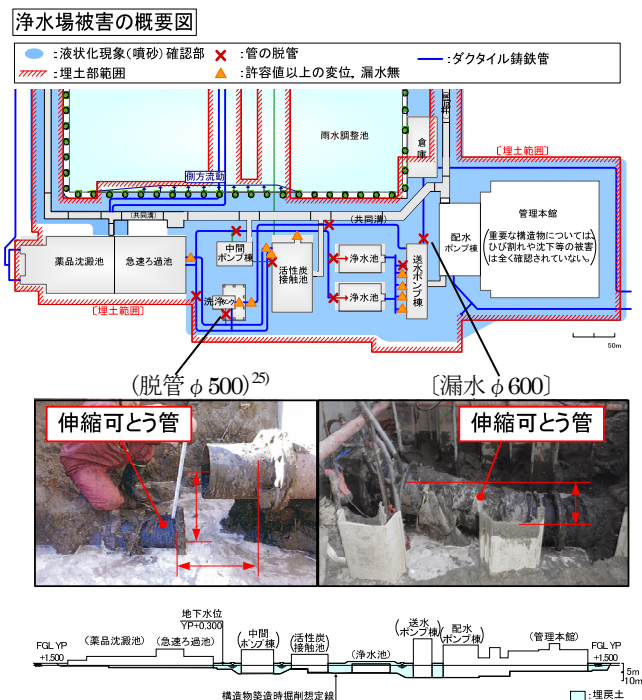 浄水場被害の概要図
:液状化現象(噴砂)確認部
:管の脱管
:ダクタイル鋳鉄管
:埋土部範囲
:許容値以上の変位,漏水無
雨水調整池
倉庫
[埋土範囲]
側方流動
(共同溝)
(共同溝)
管理本館
(重要な構造物については、
ひび割れや沈下等の被害
は全く確認されていない。)
配水
ポンプ棟
中間
ポンプ棟
薬品沈澱池
急速ろ過池
活性炭
接触池
浄水池
送水ポンプ棟
洗浄タンク
浄水池
[埋土範囲]
50m
(脱管φ500)25)
[漏水φ600]
伸縮可とう管
伸縮可とう管
地下水位
YP+0.300
FGL YP
+1.500
(薬品沈澱池)
(急速ろ過池)
(中間
ポンプ棟)
(活性炭
接触池)
(浄水池)
(送水
ポンプ棟)
(配水
ポンプ棟)
(管理本館)
FGL YP
+1.500
5m
10m
構造物築造時掘削想定線
:埋戻土